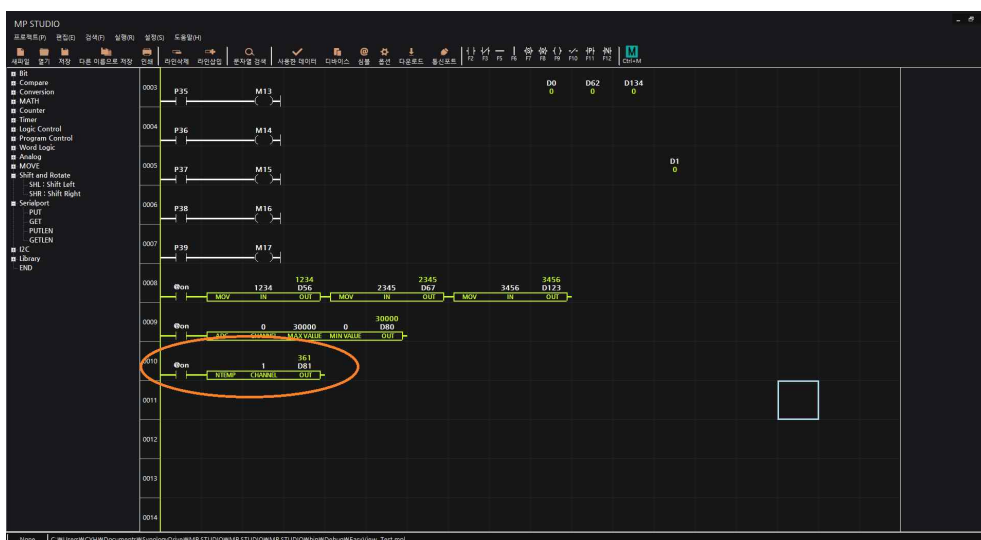 MP STUDIO
프로젝트(P) 편집(E) 검색(F) 실행(R) 설정(S) 도움말(H)
새파일 열기 저장 다른 이름으로 저장 인쇄 라인삭제 라인삽입 문자열 검색 사용한 데이터 디바이스 심볼 옵션 다운로드 통신포트 F2 F3 F5 F6 F7 F8 F9 F10 F11 F12 Ctrl+M
Bit
Compare
Conversion
MATH
Counter
Timer
Logic Control
Program Control
Word Logic
Analog
MOVE
Shift and Rotate
SHL : Shift Left
SHR : Shift Right
Serialport
PUT
GET
PUTLEN
GETLEN
I2C
Library
END
D0 D62 D134
0003 P35 M13 0 0 0
0004 P36 M14
D1
0005 P37 M15 0
0006 P38 M16
0007 P39 M17
1234 2345 3456
0008 @on 1234 D56 2345 D67 3456 D123
MOV IN OUT MOV IN OUT MOV IN OUT
30000
0009 @on 0 30000 0 D80
ADC CHANNEL MAX VALUE MIN VALUE OUT
361
0010 @on 1 D81
NTEMP CHANNEL OUT
0011
0012
0013
0014